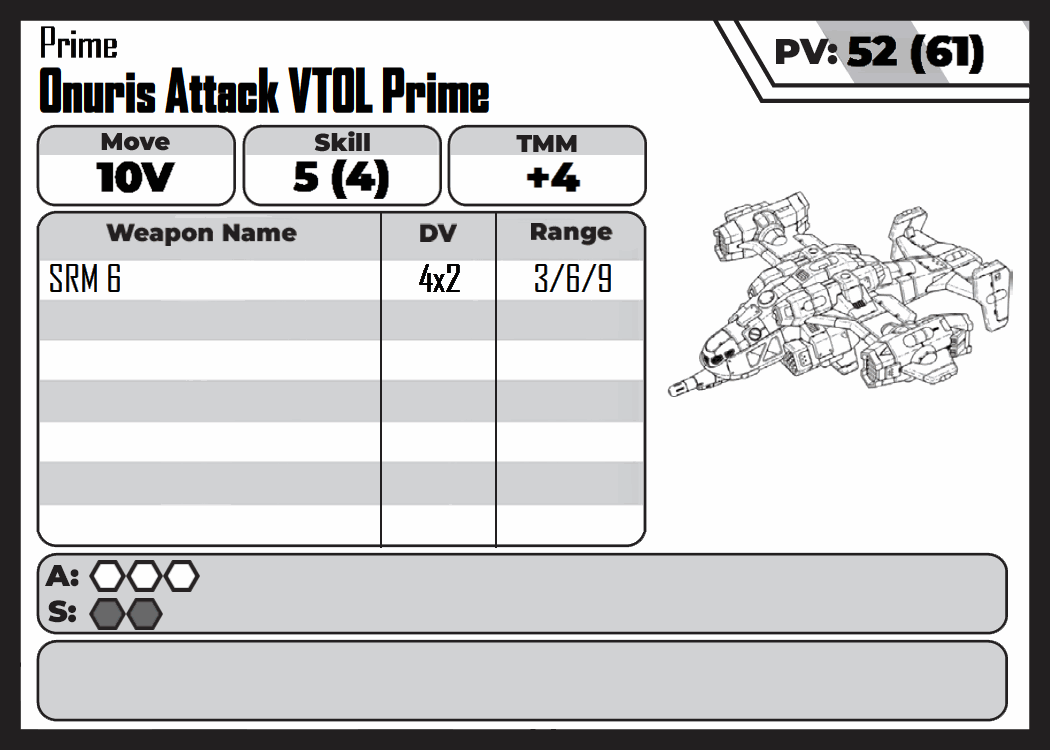 Prime
Onuris Attack VTOL Prime
PV: 52 (61)
Move Skill TMM
10V 5 (4) +4
Weapon Name DV Range
SRM 6 4x2 3/6/9
A:
S: